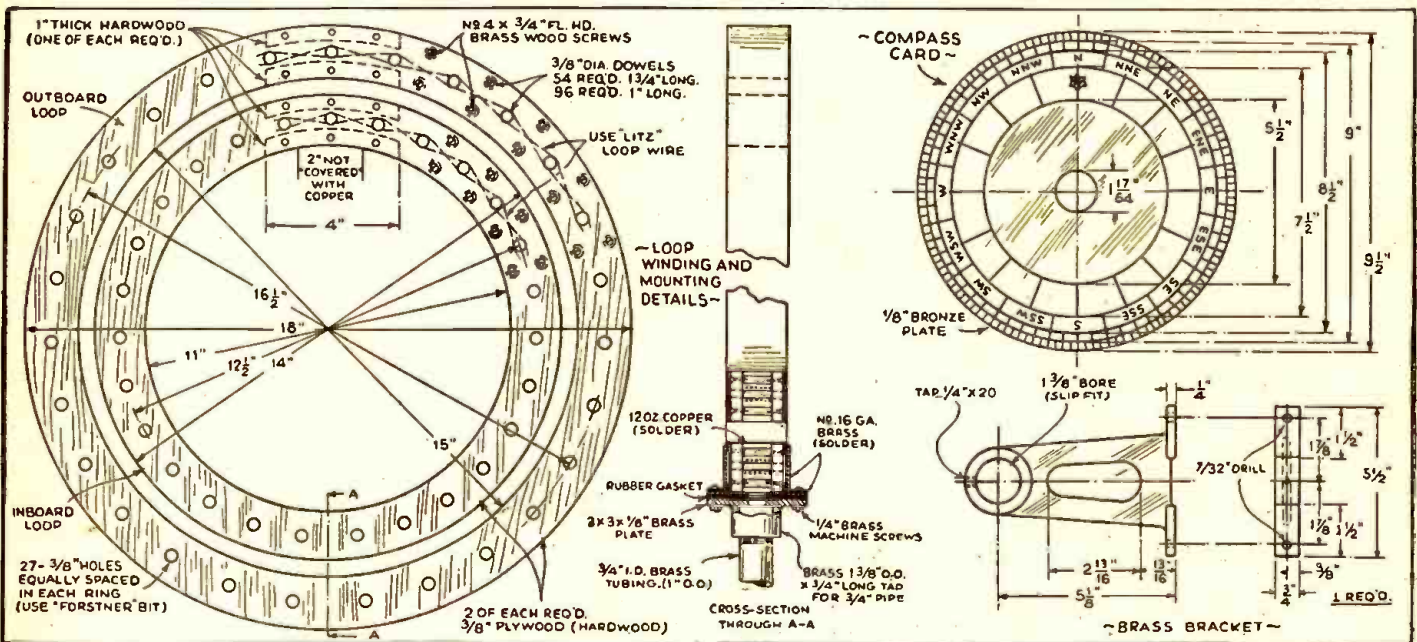 1" THICK HARDWOOD
(ONE OF EACH REQ'D.)
NO. 4 x 3/4" FL. HD.
BRASS WOOD SCREWS
3/8" DIA. DOWELS
54 REQ'D. 1 3/4" LONG.
96 REQ'D. 1" LONG.
OUTBOARD
LOOP
USE "LITZ"
LOOP WIRE
2" NOT
"COVERED"
WITH
COPPER
4"
~LOOP
WINDING AND
MOUNTING
DETAILS~
16 1/2"
18"
11"
12 1/2"
14"
15"
INBOARD
LOOP
A
A
27-3/8" HOLES
EQUALLY SPACED
IN EACH RING
(USE "FORSTNER" BIT)
2 OF EACH REQ'D.
3/8" PLYWOOD (HARDWOOD)
12 OZ. COPPER
(SOLDER)
NO. 16 GA.
BRASS
(SOLDER)
RUBBER GASKET
3 x 3 x 1/8" BRASS
PLATE
1/4" BRASS
MACHINE SCREWS
3/4" I.D. BRASS
TUBING. (1" O.D.)
BRASS 1 3/8" O.D.
x 3/4" LONG TAP
FOR 3/4" PIPE
CROSS-SECTION
THROUGH A-A
~COMPASS
CARD~
N
NNE
NE
ENE
E
ESE
SE
SSE
S
SSW
SW
WSW
W
WNW
NW
NNW
1 17/64"
5 1/2"
7 1/2"
8 1/2"
9"
9 1/2"
1/8" BRONZE
PLATE
TAP 1/4" x 20
1 3/8" BORE
(SLIP FIT)
1/4"
7/32" DRILL
1 7/8"
1 1/2"
5 1/2"
1 7/8"
1 1/2"
2 13/16"
13/16"
5 1/8"
3/8"
3/4"
1 REQ'D.
~BRASS BRACKET~